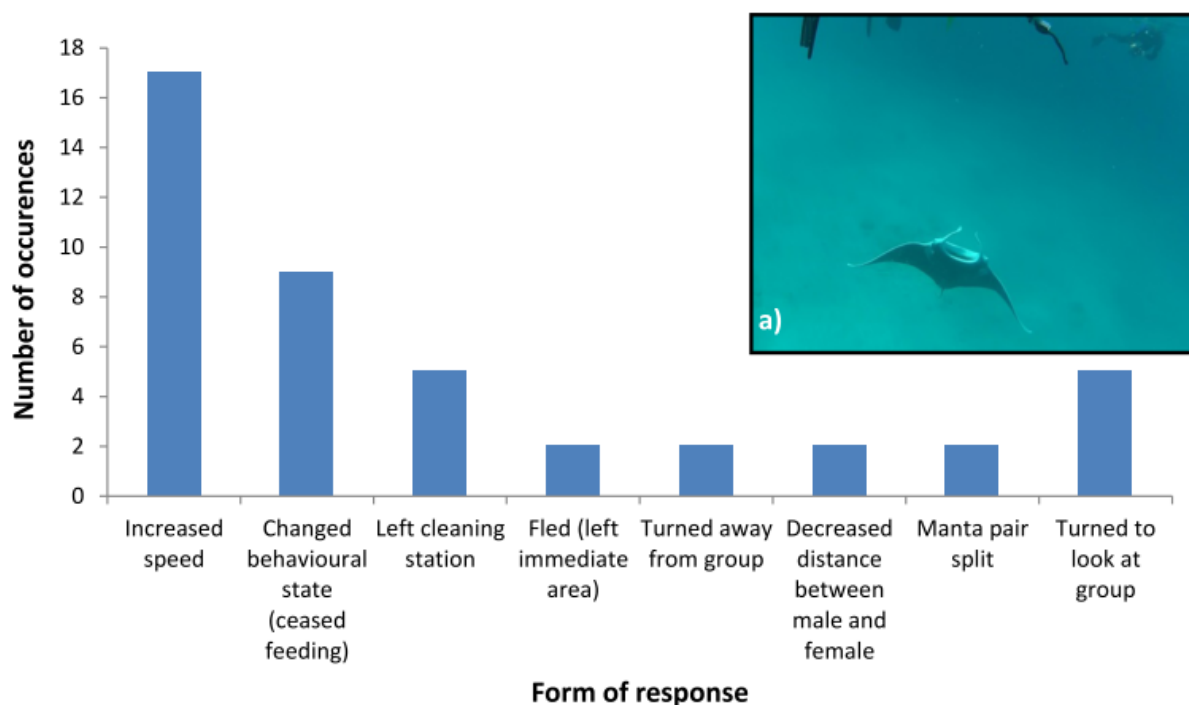 18
16
14
12
10
8
6
4
2
0
Number of occurences
a)
Increased
speed
Changed
behavioural
state
(ceased
feeding)
Left cleaning
station
Fled (left
immediate
area)
Turned away
from group
Decreased
distance
between
male and
female
Manta pair
split
Turned to
look at
group
Form of response